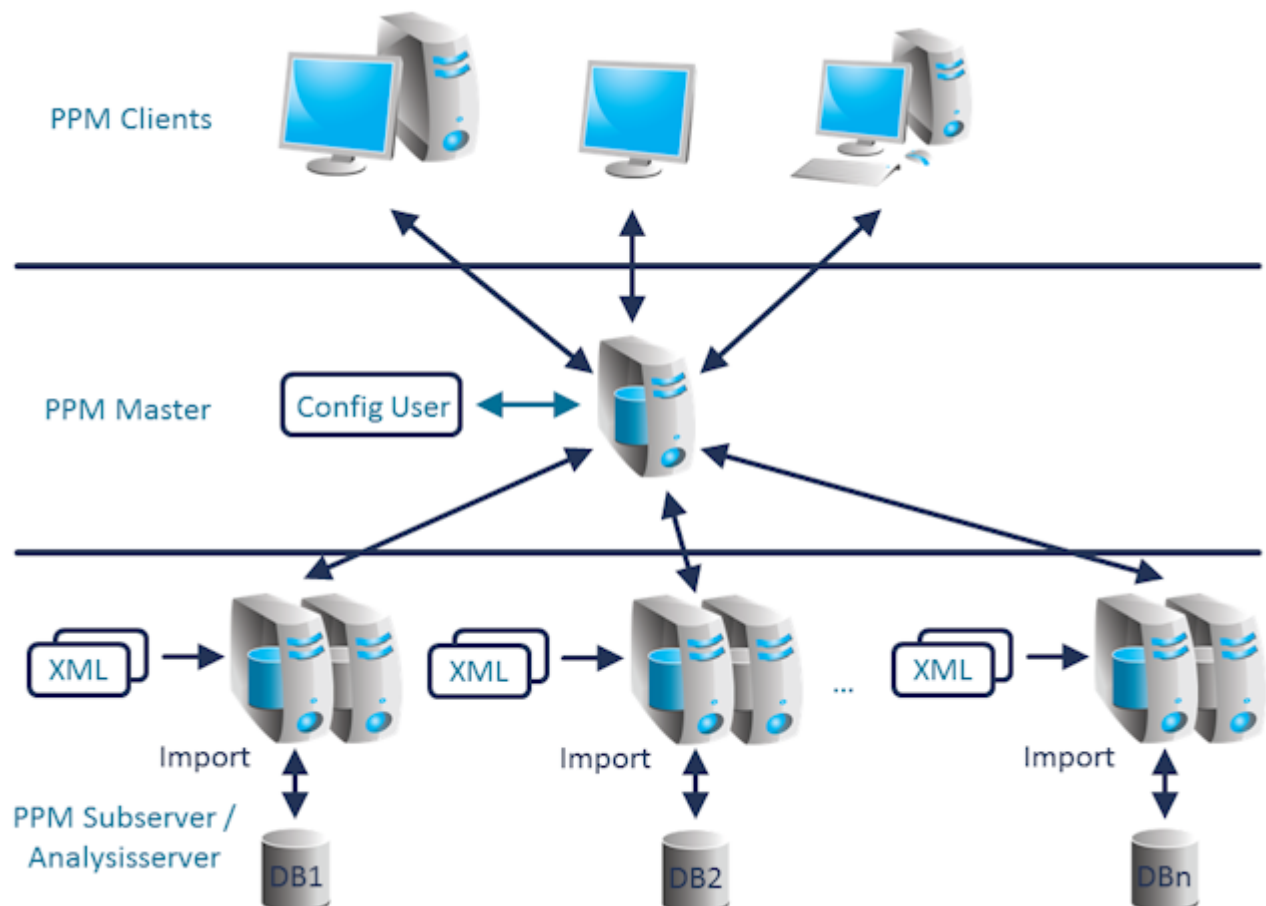 PPM Clients
PPM Master
Config User
XML
XML
...
XML
Import
Import
Import
PPM Subserver /
Analysisserver
DB1
DB2
DBn